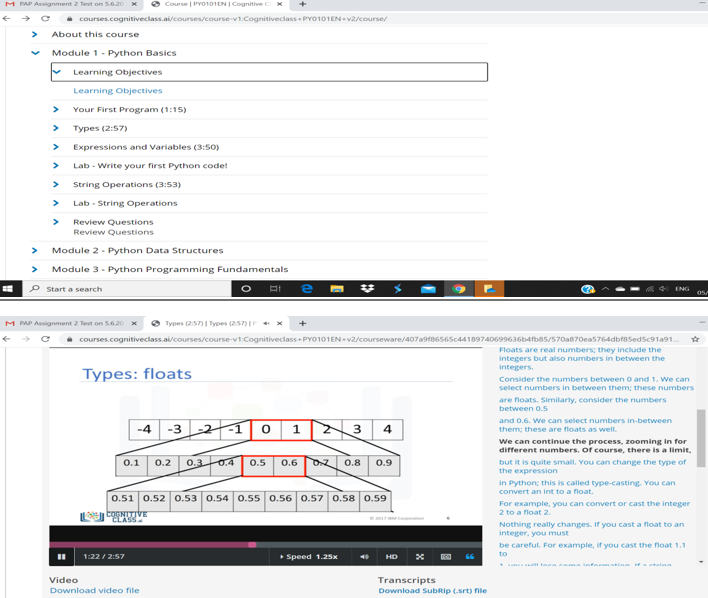 PAP Assignment 2 Test on 5.6.20
Course | PY0101EN | Cognitive C
courses.cognitiveclass.ai/courses/course-v1:Cognitiveclass+PY0101EN+v2/course/
About this course
Module 1 - Python Basics
Learning Objectives
Learning Objectives
Your First Program (1:15)
Types (2:57)
Expressions and Variables (3:50)
Lab - Write your first Python code!
String Operations (3:53)
Lab - String Operations
Review Questions
Review Questions
Module 2 - Python Data Structures
Module 3 - Python Programming Fundamentals
Start a search
ENG
05/
PAP Assignment 2 Test on 5.6.20
Types (2:57) | Types (2:57) | P
courses.cognitiveclass.ai/courses/course-v1:Cognitiveclass+PY0101EN+v2/courseware/407a9f86565c44189740699636b4fb85/570a870ea5764dbf85ed5c91a91...
Types: floats
-4 -3 -2 -1 0 1 2 3 4
0.1 0.2 0.3 0.4 0.5 0.6 0.7 0.8 0.9
0.51 0.52 0.53 0.54 0.55 0.56 0.57 0.58 0.59
COGNITIVE
CLASS.ai
© 2017 IBM Corporation
6
1:22 / 2:57
Speed 1.25x
HD
Video
Download video file
Transcripts
Download SubRip (.srt) file
Floats are real numbers; they include the
integers but also numbers in between the
integers.
Consider the numbers between 0 and 1. We can
select numbers in-between them; these numbers
are floats. Similarly, consider the numbers
between 0.5
and 0.6. We can select numbers in-between
them; these are floats as well.
We can continue the process, zooming in for
different numbers. Of course, there is a limit,
but it is quite small. You can change the type of
the expression
in Python; this is called type-casting. You can
convert an int to a float.
For example, you can convert or cast the integer
2 to a float 2.
Nothing really changes. If you cast a float to an
integer, you must
be careful. For example, if you cast the float 1.1
to
1, you will lose some information. If a string